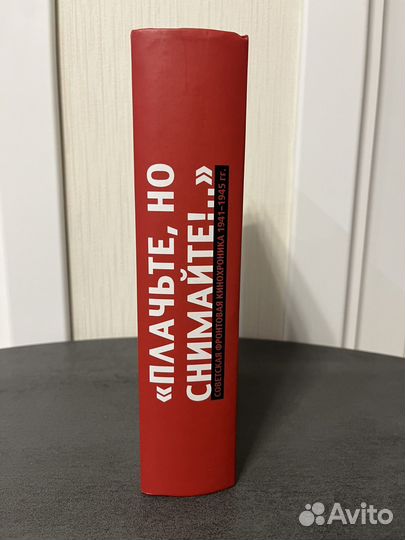 «ПЛАЧЬТЕ, НО
СНИМАЙТЕ!..»
СОВЕТСКАЯ ФРОНТОВАЯ КИНОХРОНИКА 1941–1945 гг.
Avito